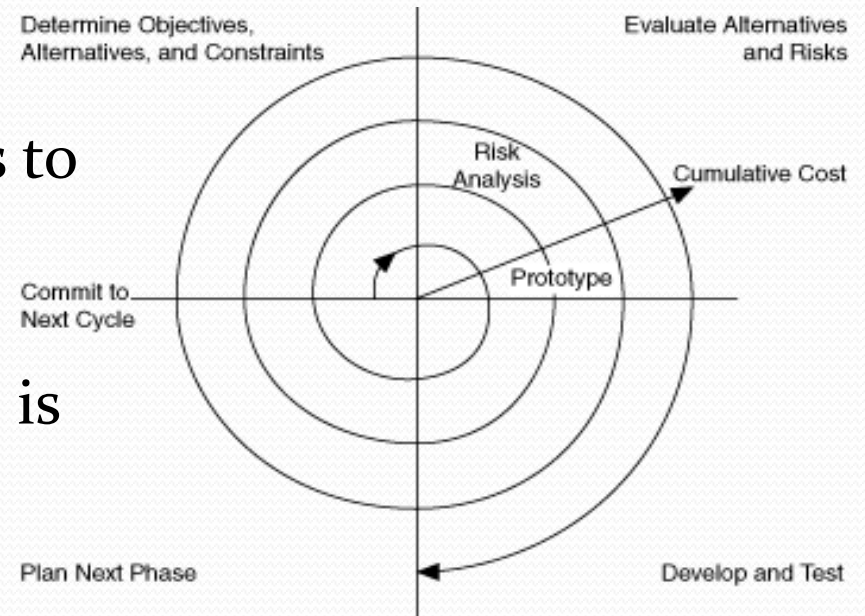 Determine Objectives,
Alternatives, and Constraints
Evaluate Alternatives
and Risks
s to
Risk
Analysis
Cumulative Cost
Prototype
Commit to
Next Cycle
is
Plan Next Phase
Develop and Test